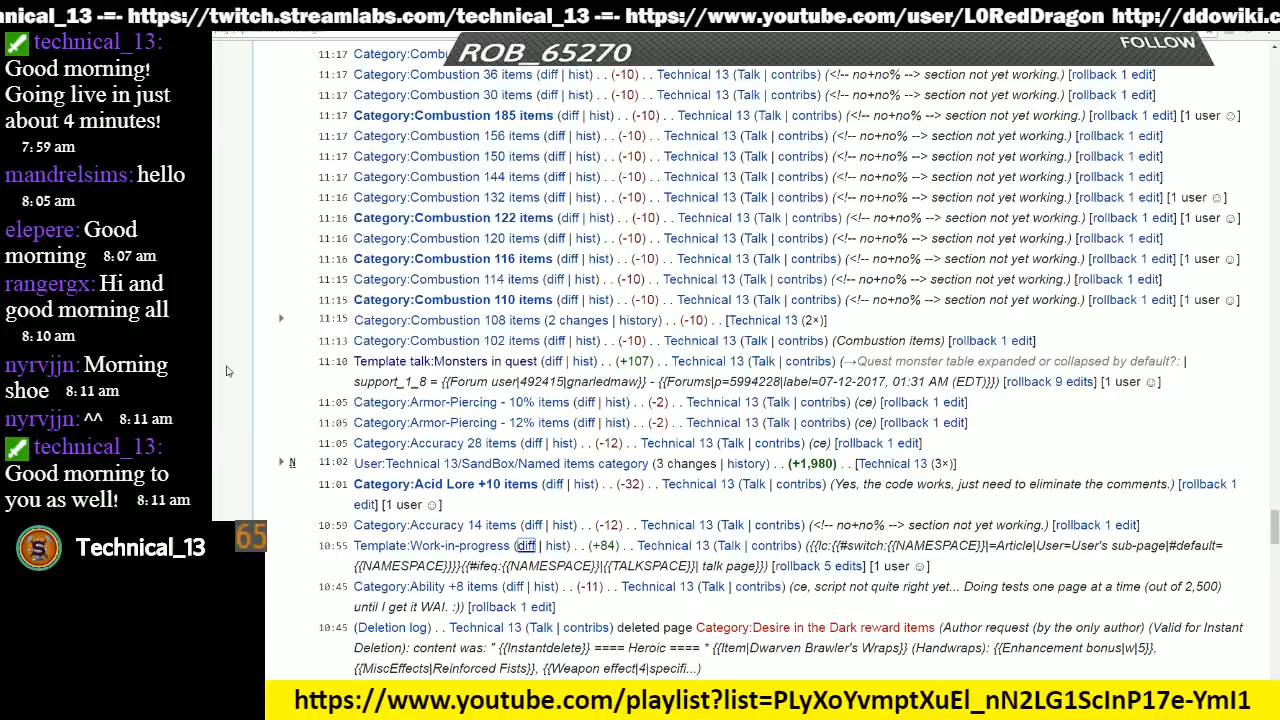 nical_13 -=- https://twitch.streamlabs.com/technical_13 -=- https://www.youtube.com/user/L0RedDragon http://ddowiki.c
technical_13:
Good morning!
Going live in just
about 4 minutes!
7:59 am
mandrelsims: hello
8:05 am
elepere: Good
morning 8:07 am
rangergx: Hi and
good morning all
8:10 am
nyrvjjn: Morning
shoe 8:11 am
nyrvjjn: ^^ 8:11 am
technical_13:
Good morning to
you as well! 8:11 am
Technical_13
65
ROB_65270
FOLLOW
11:17 Category:Combu
11:17 Category:Combustion 36 items (diff | hist) . . (-10) . . Technical 13 (Talk | contribs) (<!-- no+no% --> section not yet working.) [rollback 1 edit]
11:17 Category:Combustion 30 items (diff | hist) . . (-10) . . Technical 13 (Talk | contribs) (<!-- no+no% --> section not yet working.) [rollback 1 edit]
11:17 Category:Combustion 185 items (diff | hist) . . (-10) . . Technical 13 (Talk | contribs) (<!-- no+no% --> section not yet working.) [rollback 1 edit] [1 user ☺]
11:17 Category:Combustion 156 items (diff | hist) . . (-10) . . Technical 13 (Talk | contribs) (<!-- no+no% --> section not yet working.) [rollback 1 edit]
11:17 Category:Combustion 150 items (diff | hist) . . (-10) . . Technical 13 (Talk | contribs) (<!-- no+no% --> section not yet working.) [rollback 1 edit]
11:17 Category:Combustion 144 items (diff | hist) . . (-10) . . Technical 13 (Talk | contribs) (<!-- no+no% --> section not yet working.) [rollback 1 edit]
11:16 Category:Combustion 132 items (diff | hist) . . (-10) . . Technical 13 (Talk | contribs) (<!-- no+no% --> section not yet working.) [rollback 1 edit] [1 user ☺]
11:16 Category:Combustion 122 items (diff | hist) . . (-10) . . Technical 13 (Talk | contribs) (<!-- no+no% --> section not yet working.) [rollback 1 edit] [1 user ☺]
11:16 Category:Combustion 120 items (diff | hist) . . (-10) . . Technical 13 (Talk | contribs) (<!-- no+no% --> section not yet working.) [rollback 1 edit]
11:16 Category:Combustion 116 items (diff | hist) . . (-10) . . Technical 13 (Talk | contribs) (<!-- no+no% --> section not yet working.) [rollback 1 edit] [1 user ☺]
11:15 Category:Combustion 114 items (diff | hist) . . (-10) . . Technical 13 (Talk | contribs) (<!-- no+no% --> section not yet working.) [rollback 1 edit]
11:15 Category:Combustion 110 items (diff | hist) . . (-10) . . Technical 13 (Talk | contribs) (<!-- no+no% --> section not yet working.) [rollback 1 edit] [1 user ☺]
11:15 Category:Combustion 108 items (2 changes | history) . . (-10) . . [Technical 13 (2×)]
11:13 Category:Combustion 102 items (diff | hist) . . (-10) . . Technical 13 (Talk | contribs) (Combustion items) [rollback 1 edit]
11:10 Template talk:Monsters in quest (diff | hist) . . (+107) . . Technical 13 (Talk | contribs) (→Quest monster table expanded or collapsed by default?: |
support_1_8 = {{Forum user|492415|gnarledmaw}} - {{Forums|p=5994228|label=07-12-2017, 01:31 AM (EDT)}}) [rollback 9 edits] [1 user ☺]
11:05 Category:Armor-Piercing - 10% items (diff | hist) . . (-2) . . Technical 13 (Talk | contribs) (ce) [rollback 1 edit]
11:05 Category:Armor-Piercing - 12% items (diff | hist) . . (-2) . . Technical 13 (Talk | contribs) (ce) [rollback 1 edit]
11:05 Category:Accuracy 28 items (diff | hist) . . (-12) . . Technical 13 (Talk | contribs) (ce) [rollback 1 edit]
N 11:02 User:Technical 13/SandBox/Named items category (3 changes | history) . . (+1,980) . . [Technical 13 (3×)]
11:01 Category:Acid Lore +10 items (diff | hist) . . (-32) . . Technical 13 (Talk | contribs) (Yes, the code works, just need to eliminate the comments.) [rollback 1
edit] [1 user ☺]
10:59 Category:Accuracy 14 items (diff | hist) . . (-12) . . Technical 13 (Talk | contribs) (<!-- no+no% --> section not yet working.) [rollback 1 edit]
10:55 Template:Work-in-progress (diff | hist) . . (+84) . . Technical 13 (Talk | contribs) ({{lc:{{#switch:{{NAMESPACE}}|=Article|User=User's sub-page|#default=
{{NAMESPACE}}}}{{#ifeq:{{NAMESPACE}}|{{TALKSPACE}}| talk page}}) [rollback 5 edits] [1 user ☺]
10:45 Category:Ability +8 items (diff | hist) . . (-11) . . Technical 13 (Talk | contribs) (ce, script not quite right yet... Doing tests one page at a time (out of 2,500)
until I get it WAI. :)) [rollback 1 edit]
10:45 (Deletion log) . . Technical 13 (Talk | contribs) deleted page Category:Desire in the Dark reward items (Author request (by the only author) (Valid for Instant
Deletion): content was: " {{Instantdelete}} ==== Heroic ==== * {{Item|Dwarven Brawler's Wraps}} (Handwraps): {{Enhancement bonus|w|5}},
{{MiscEffects|Reinforced Fists}}, {{Weapon effect|4|specifi...)
https://www.youtube.com/playlist?list=PLyXoYvmptXuEl_nN2LG1ScInP17e-YmI1